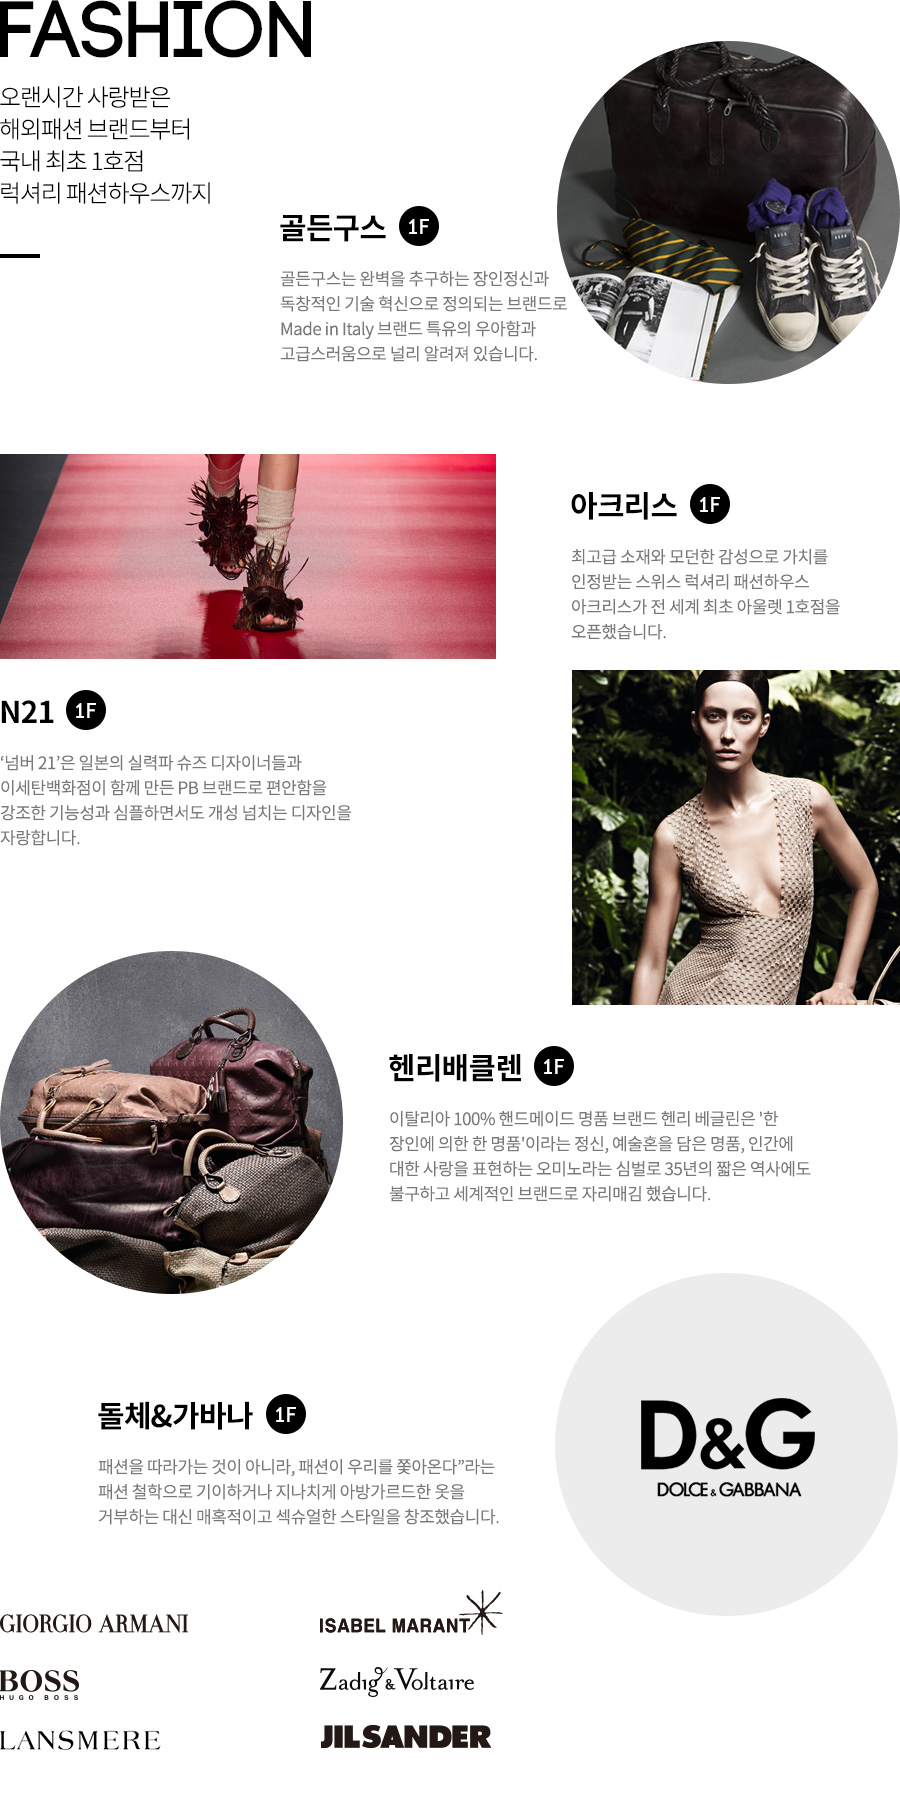 FASHION
오랜시간 사랑받은
해외패션 브랜드부터
국내 최초 1호점
럭셔리 패션하우스까지
골든구스 1F
골든구스는 완벽을 추구하는 장인정신과
독창적인 기술 혁신으로 정의되는 브랜드로
Made in Italy 브랜드 특유의 우아함과
고급스러움으로 널리 알려져 있습니다.
아크리스 1F
최고급 소재와 모던한 감성으로 가치를
인정받는 스위스 럭셔리 패션하우스
아크리스가 전 세계 최초 아울렛 1호점을
오픈했습니다.
N21 1F
‘넘버 21’은 일본의 실력파 슈즈 디자이너들과
이세탄백화점이 함께 만든 PB 브랜드로 편안함을
강조한 기능성과 심플하면서도 개성 넘치는 디자인을
자랑합니다.
헨리배클렌 1F
이탈리아 100% 핸드메이드 명품 브랜드 헨리 베글린은 '한
장인에 의한 한 명품'이라는 정신, 예술혼을 담은 명품, 인간에
대한 사랑을 표현하는 오미노라는 심벌로 35년의 짧은 역사에도
불구하고 세계적인 브랜드로 자리매김 했습니다.
돌체&가바나 1F
패션을 따라가는 것이 아니라, 패션이 우리를 쫓아온다”라는
패션 철학으로 기이하거나 지나치게 아방가르드한 옷을
거부하는 대신 매혹적이고 섹슈얼한 스타일을 창조했습니다.
D&G
DOLCE & GABBANA
GIORGIO ARMANI
ISABEL MARANT
BOSS
HUGO BOSS
Zadig & Voltaire
LANSMERE
JIL SANDER